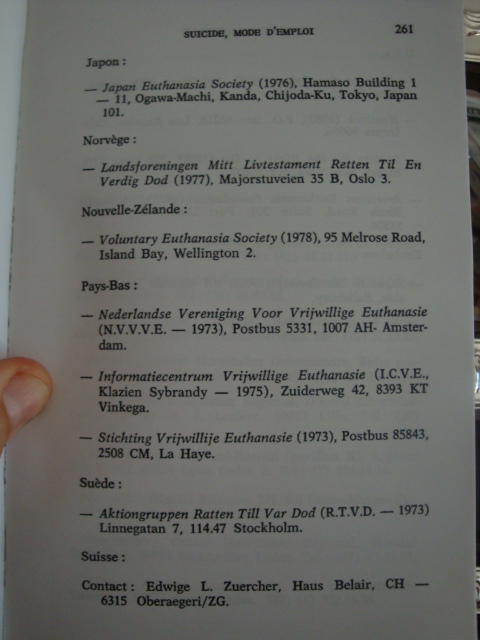 SUICIDE, MODE D'EMPLOI 261
Japon :
— Japan Euthanasia Society (1976), Hamaso Building 1
— 11, Ogawa-Machi, Kanda, Chijoda-Ku, Tokyo, Japan
101.
Norvège :
— Landsforeningen Mitt Livtestament Retten Til En
Verdig Dod (1977), Majorstuveien 35 B, Oslo 3.
Nouvelle-Zélande :
— Voluntary Euthanasia Society (1978), 95 Melrose Road,
Island Bay, Wellington 2.
Pays-Bas :
— Nederlandse Vereniging Voor Vrijwillige Euthanasie
(N.V.V.V.E. — 1973), Postbus 5331, 1007 AH- Amster-
dam.
— Informatiecentrum Vrijwillige Euthanasie (I.C.V.E.,
Klazien Sybrandy — 1975), Zuiderweg 42, 8393 KT
Vinkega.
— Stichting Vrijwillije Euthanasie (1973), Postbus 85843,
2508 CM, La Haye.
Suède :
— Aktiongruppen Ratten Till Var Dod (R.T.V.D. — 1973)
Linnegatan 7, 114.47 Stockholm.
Suisse :
Contact : Edwige L. Zuercher, Haus Belair, CH —
6315 Oberaegeri/ZG.